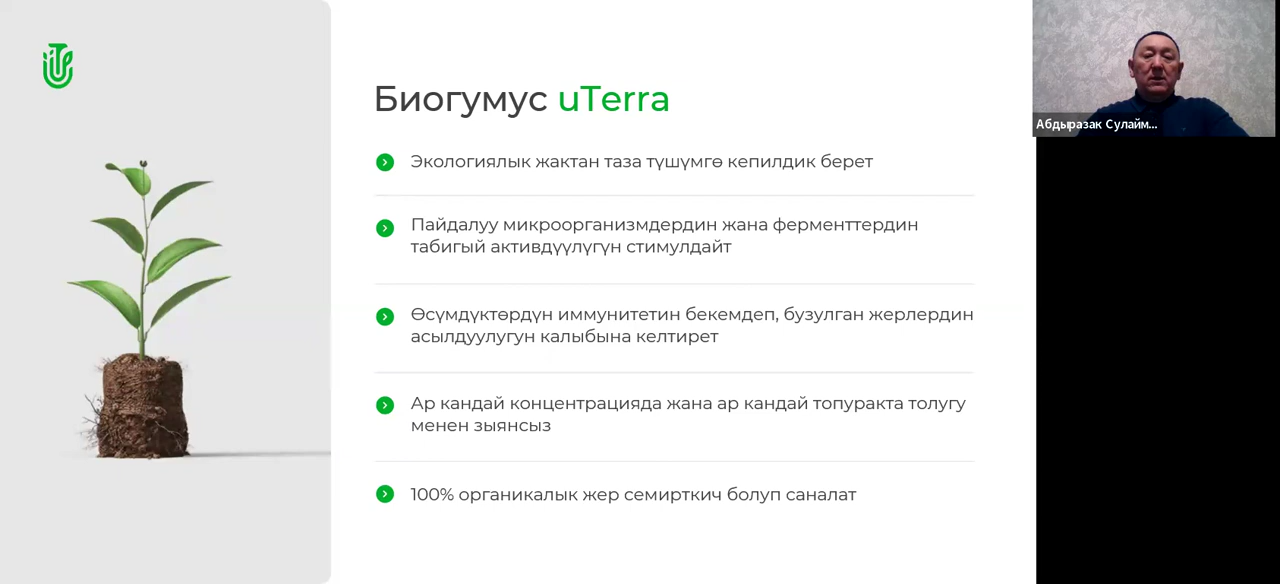 Биогумус uTerra
Экологиялык жактан таза түшүмгө кепилдик берет
Пайдалуу микроорганизмдердин жана ферменттердин
табигый активдүүлүгүн стимулдайт
Өсүмдүктөрдүн иммунитетин бекемдеп, бузулган жерлердин
асылдуулугун калыбына келтирет
Ар кандай концентрацияда жана ар кандай топуракта толугу
менен зыянсыз
100% органикалык жер семирткич болуп саналат
Абдыразак Сулайм...